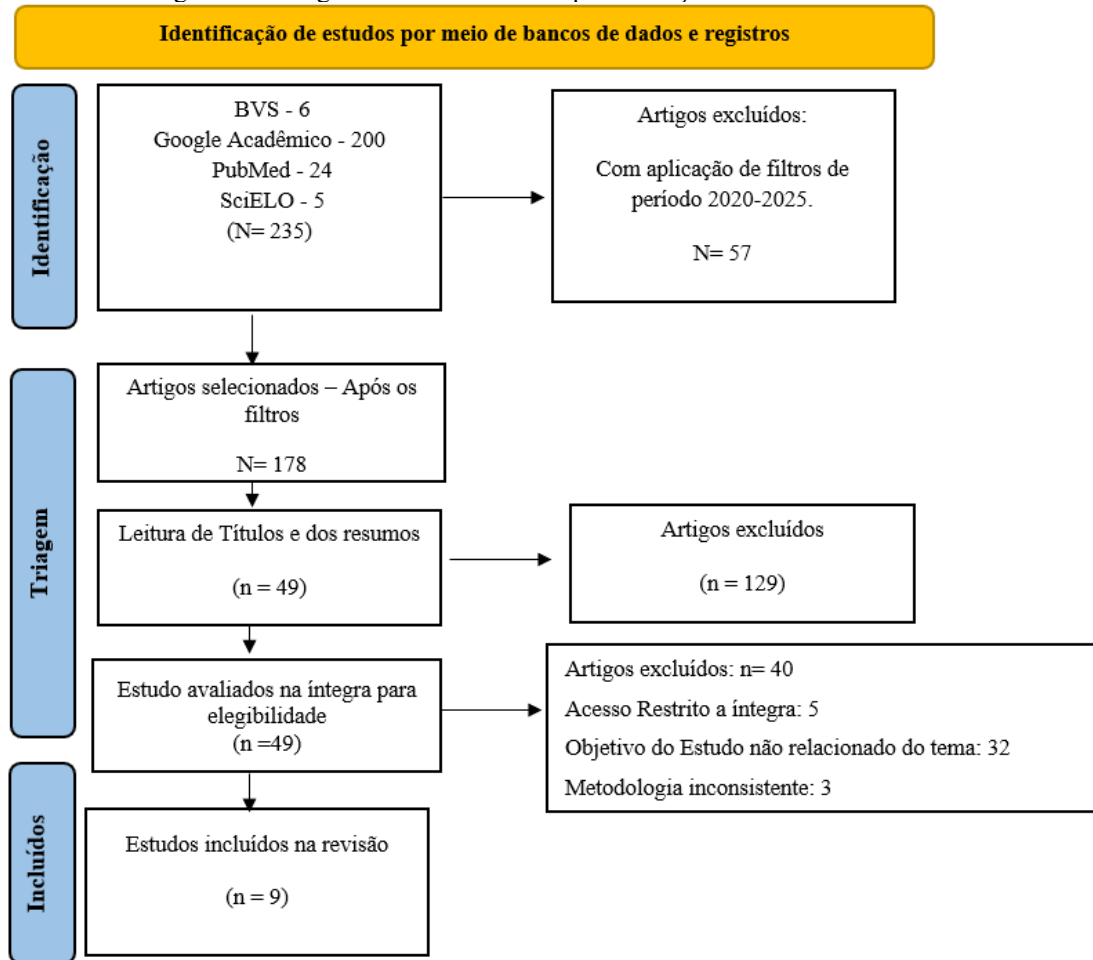 Identificação de estudos por meio de bancos de dados e registros
Identificação
BVS - 6
Google Acadêmico - 200
PubMed - 24
SciELO - 5
(N= 235)
Artigos excluídos:
Com aplicação de filtros de
período 2020-2025.
N= 57
Triagem
Artigos selecionados – Após os
filtros
N= 178
Leitura de Títulos e dos resumos
(n = 49)
Artigos excluídos
(n = 129)
Estudo avaliados na íntegra para
elegibilidade
(n =49)
Artigos excluídos: n= 40
Acesso Restrito a íntegra: 5
Objetivo do Estudo não relacionado do tema: 32
Metodologia inconsistente: 3
Incluídos
Estudos incluídos na revisão
(n = 9)